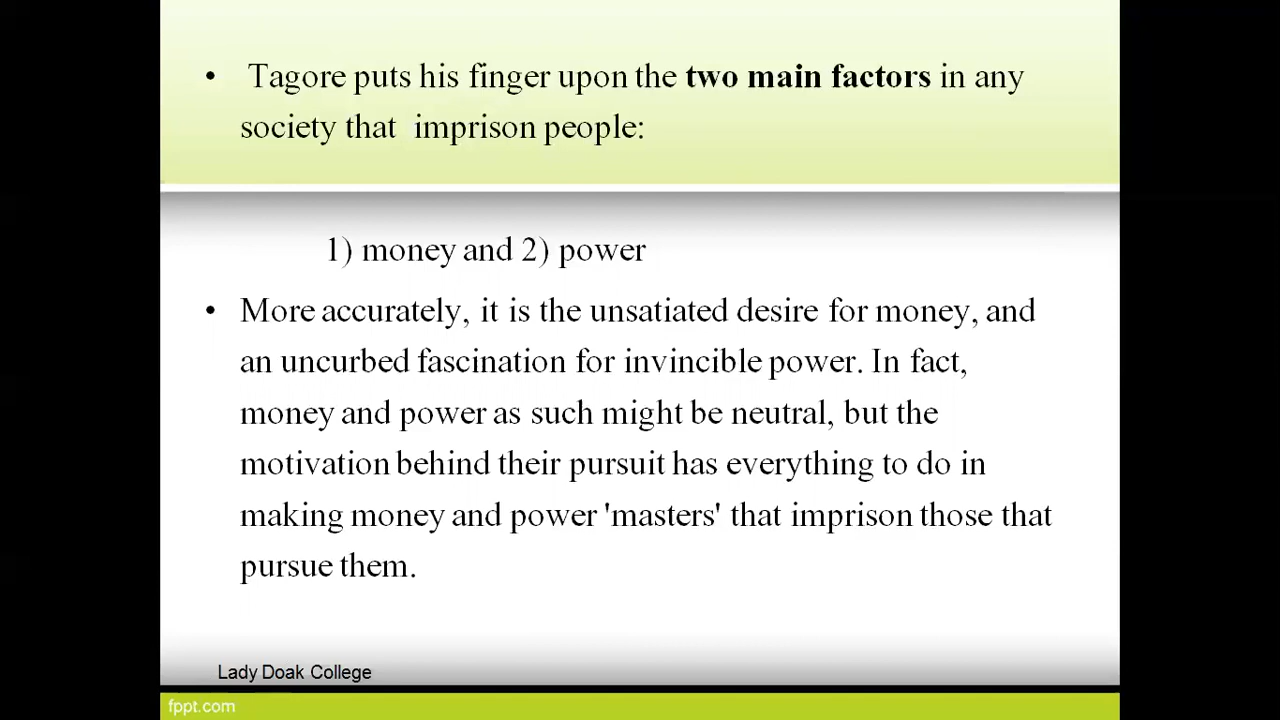 • Tagore puts his finger upon the two main factors in any
society that imprison people:
1) money and 2) power
• More accurately, it is the unsatiated desire for money, and
an uncurbed fascination for invincible power. In fact,
money and power as such might be neutral, but the
motivation behind their pursuit has everything to do in
making money and power 'masters' that imprison those that
pursue them.
Lady Doak College
fppt.com